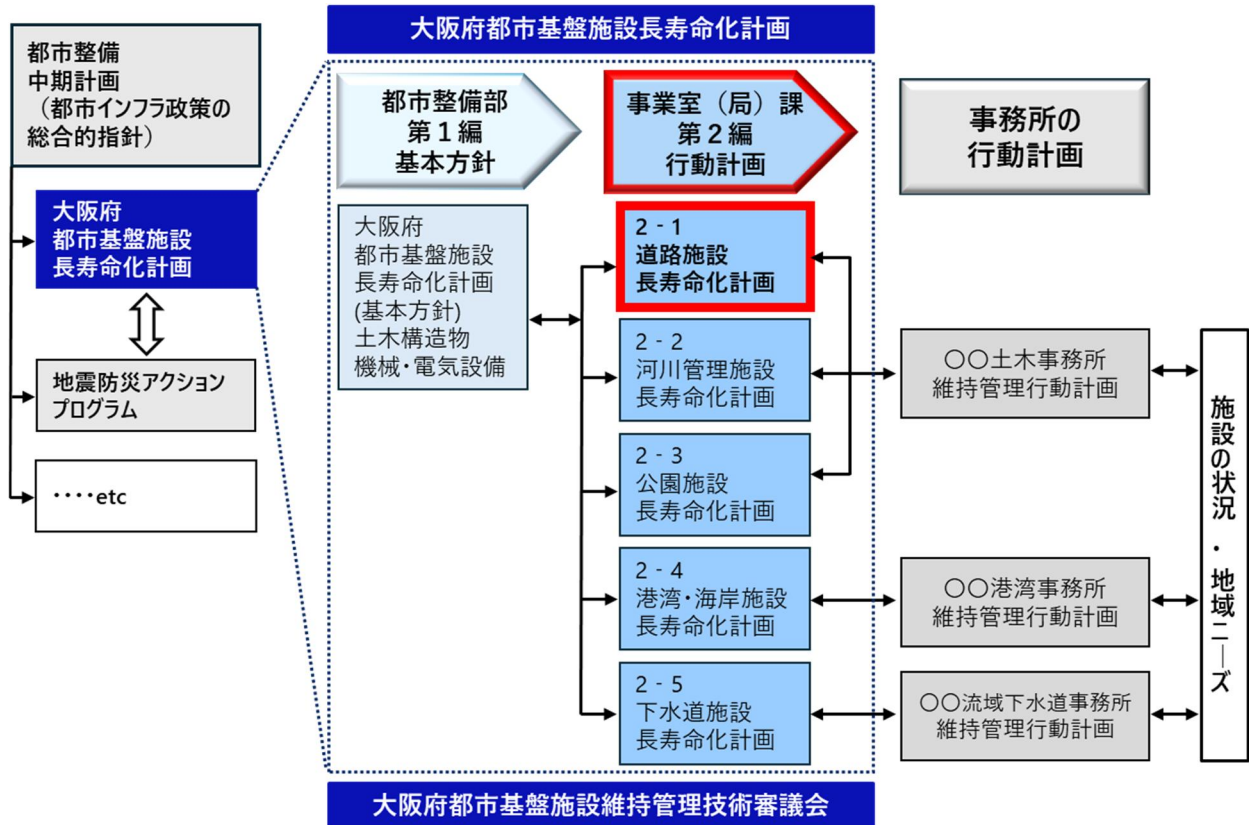 大阪府都市基盤施設長寿命化計画
都市整備
中期計画
（都市インフラ政策の
総合的指針）
大阪府
都市基盤施設
長寿命化計画
地震防災アクション
プログラム
････etc
都市整備部
第１編
基本方針
大阪府
都市基盤施設
長寿命化計画
(基本方針)
土木構造物
機械･電気設備
事業室（局）課
第２編
行動計画
2‐1
道路施設
長寿命化計画
2‐2
河川管理施設
長寿命化計画
2‐3
公園施設
長寿命化計画
2‐4
港湾･海岸施設
長寿命化計画
2‐5
下水道施設
長寿命化計画
事務所の
行動計画
〇〇土木事務所
維持管理行動計画
〇〇港湾事務所
維持管理行動計画
〇〇流域下水道事務所
維持管理行動計画
施設の状況・地域ニーズ
大阪府都市基盤施設維持管理技術審議会